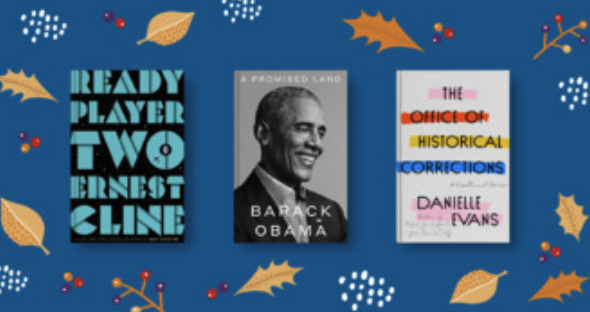 READY
PLAYER
TWO
ERNEST
CLINE
A PROMISED LAND
BARACK
OBAMA
THE
OFFICE OF
HISTORICAL
CORRECTIONS
DANIELLE
EVANS